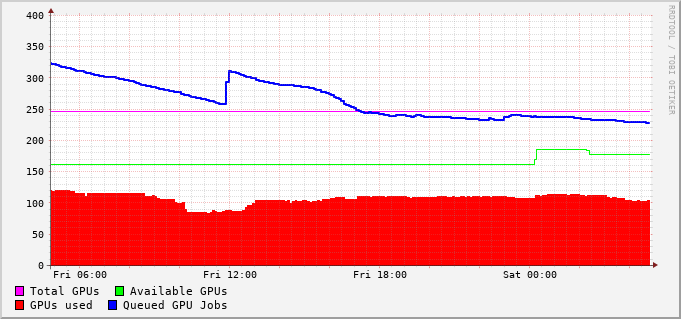 400
350
300
250
200
150
100
50
0
Fri 06:00 Fri 12:00 Fri 18:00 Sat 00:00
Total GPUs Available GPUs
GPUs used Queued GPU Jobs
RRDTOOL / TOBI OETIKER